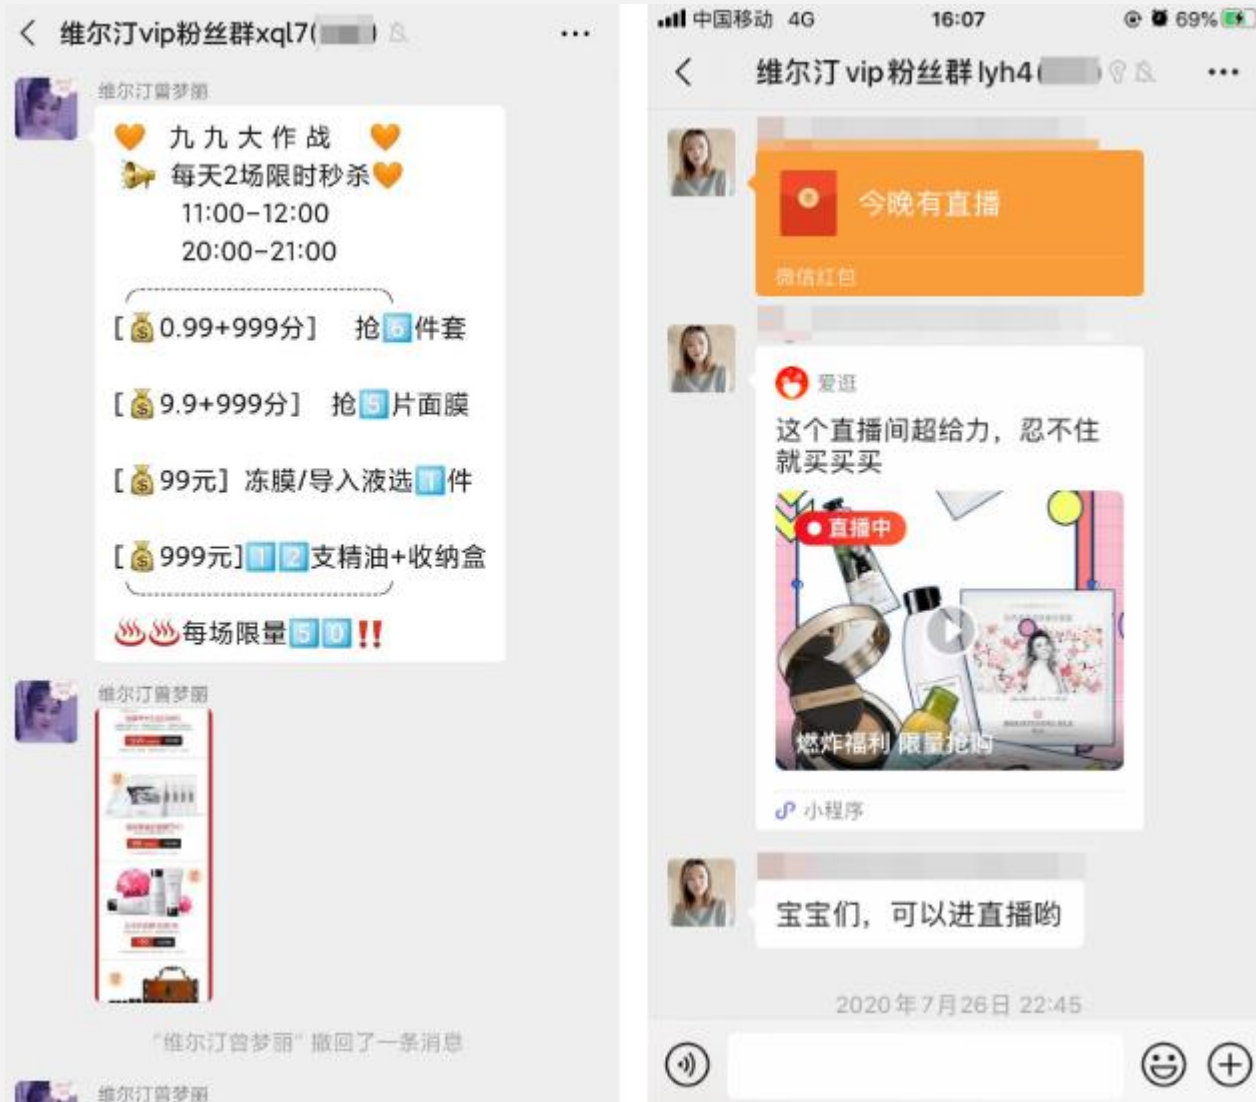 维尔汀vip粉丝群xql7(
维尔汀曾梦丽
🧡 九九大作战 🧡
每天2场限时秒杀🧡
11:00-12:00
20:00-21:00
[💰0.99+999分] 抢6️⃣件套
[💰9.9+999分] 抢5️⃣片面膜
[💰99元] 冻膜/导入液选1️⃣件
[💰999元]1️⃣2️⃣支精油+收纳盒
♨️♨️每场限量5️⃣0️⃣‼️
维尔汀曾梦丽
"维尔汀曾梦丽" 撤回了一条消息
维尔汀曾梦丽
中国移动 4G 16:07 69%
维尔汀vip粉丝群lyh4(
今晚有直播
微信红包
爱逛
这个直播间超给力，忍不住
就买买买
直播中
燃炸福利 限量抢购
小程序
宝宝们，可以进直播哟
2020年7月26日 22:45